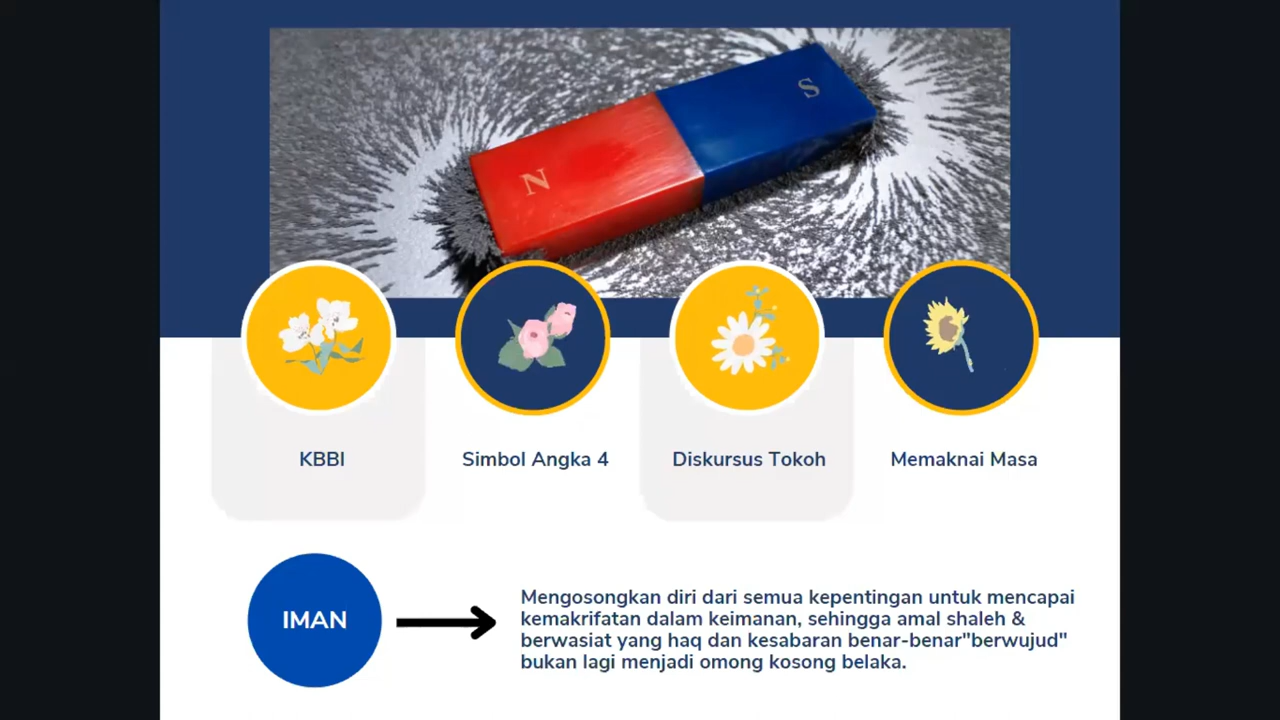 N
S
KBBI
Simbol Angka 4
Diskursus Tokoh
Memaknai Masa
IMAN
Mengosongkan diri dari semua kepentingan untuk mencapai
kemakrifatan dalam keimanan, sehingga amal shaleh &
berwasiat yang haq dan kesabaran benar-benar"berwujud"
bukan lagi menjadi omong kosong belaka.